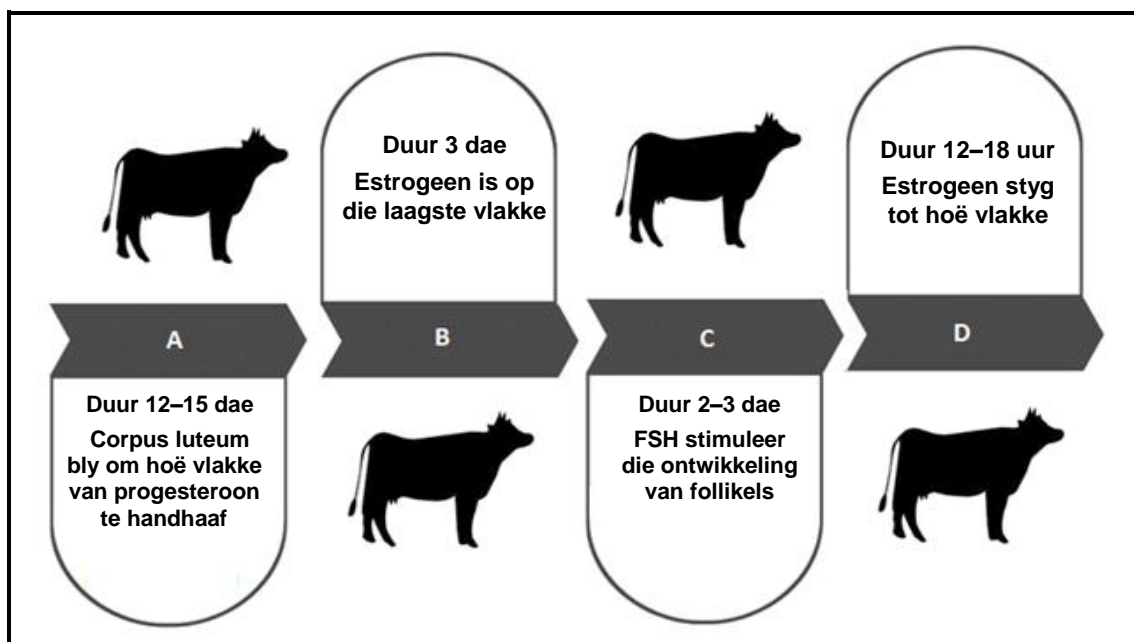 A
Duur 12–15 dae
Corpus luteum
bly om hoë vlakke
van progesteroon
te handhaaf
Duur 3 dae
Estrogeen is op
die laagste vlakke
B
C
Duur 2–3 dae
FSH stimuleer
die ontwikkeling
van follikels
Duur 12–18 uur
Estrogeen styg
tot hoë vlakke
D